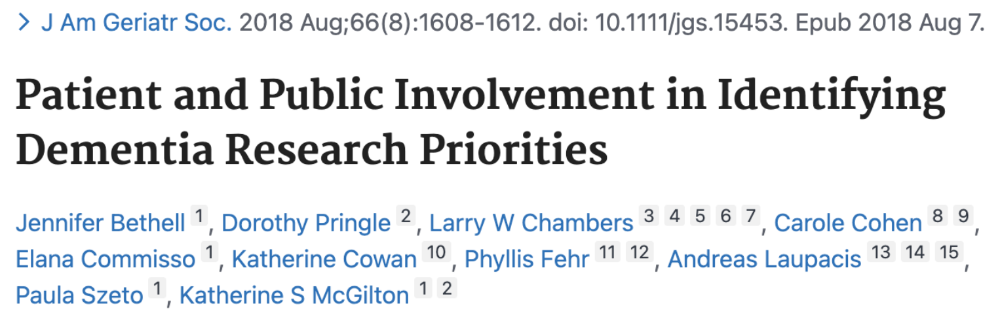 > J Am Geriatr Soc. 2018 Aug;66(8):1608-1612. doi: 10.1111/jgs.15453. Epub 2018 Aug 7.
Patient and Public Involvement in Identifying
Dementia Research Priorities
Jennifer Bethell 1, Dorothy Pringle 2, Larry W Chambers 3 4 5 6 7, Carole Cohen 8 9,
Elana Commisso 1, Katherine Cowan 10, Phyllis Fehr 11 12, Andreas Laupacis 13 14 15,
Paula Szeto 1, Katherine S McGilton 1 2